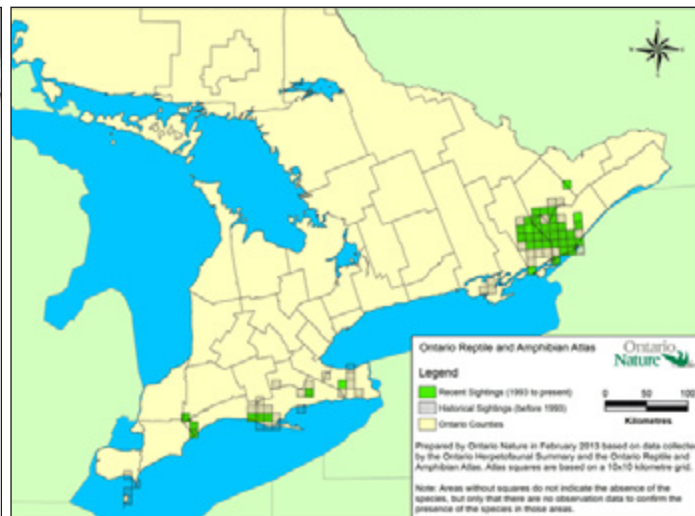 Ontario Reptile and Amphibian Atlas
Ontario
Nature
Legend
Recent Sightings (1993 to present)
Historical Sightings (before 1993)
Ontario Counties
0 50 100
Kilometres
Prepared by Ontario Nature in February 2013 based on data collected
by the Ontario Herpetofaunal Summary and the Ontario Reptile and
Amphibian Atlas. Atlas squares are based on a 10x10 kilometre grid.
Note: Areas without squares do not indicate the absence of the
species, but only that there are no observation data to confirm the
presence of the species in those areas.